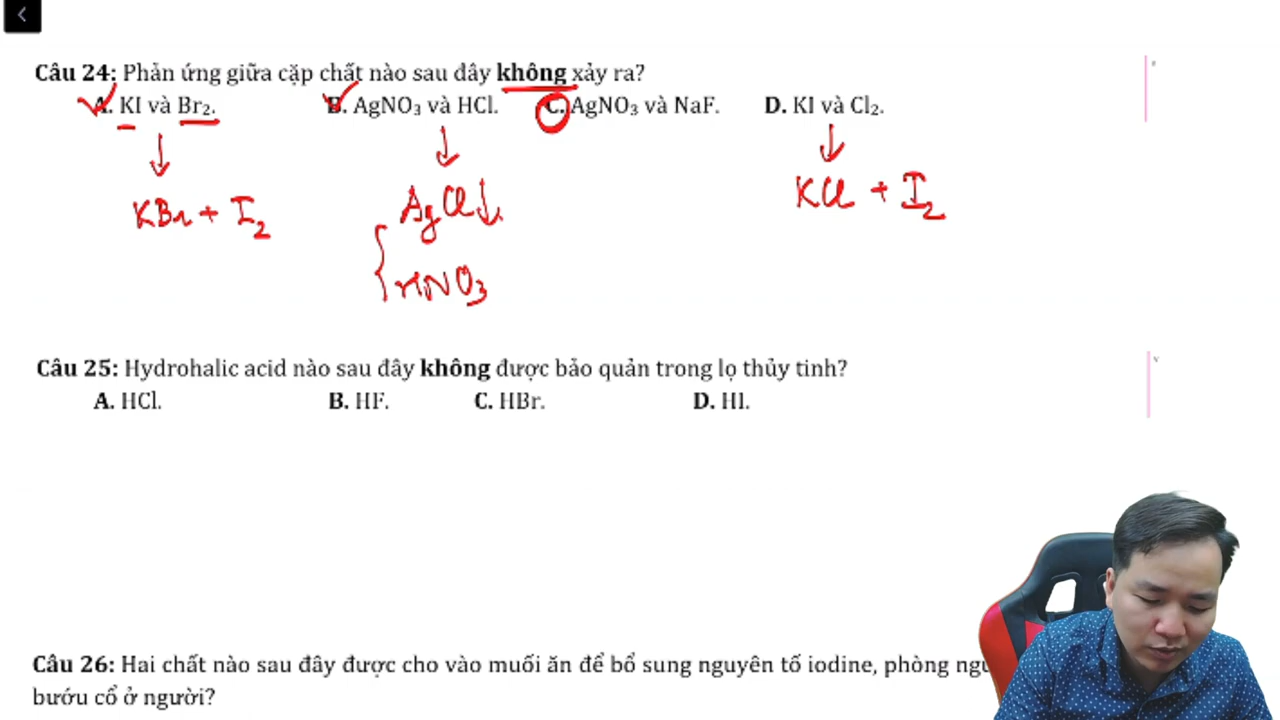 Câu 24: Phản ứng giữa cặp chất nào sau đây không xảy ra?
A. KI và Br₂. B. AgNO₃ và HCl. C. AgNO₃ và NaF. D. KI và Cl₂.
↓ ↓ ↓
KBr + I₂ AgCl↓ KCl + I₂
HNO₃
Câu 25: Hydrohalic acid nào sau đây không được bảo quản trong lọ thủy tinh?
A. HCl. B. HF. C. HBr. D. HI.
Câu 26: Hai chất nào sau đây được cho vào muối ăn để bổ sung nguyên tố iodine, phòng
bướu cổ ở người?